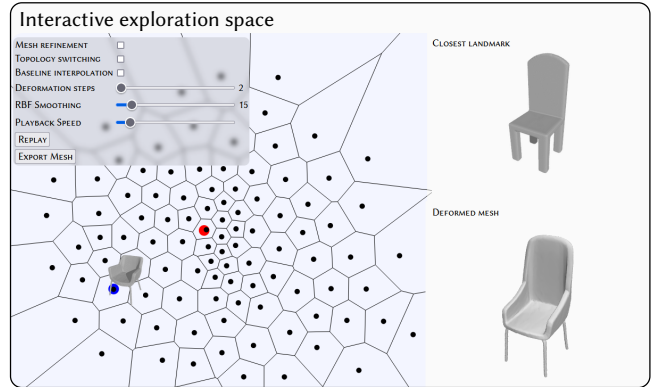 Interactive exploration space
Mesh refinement
Topology switching
Baseline interpolation
Deformation steps 2
RBF Smoothing 15
Playback Speed
Replay
Export Mesh
Closest landmark
Deformed mesh